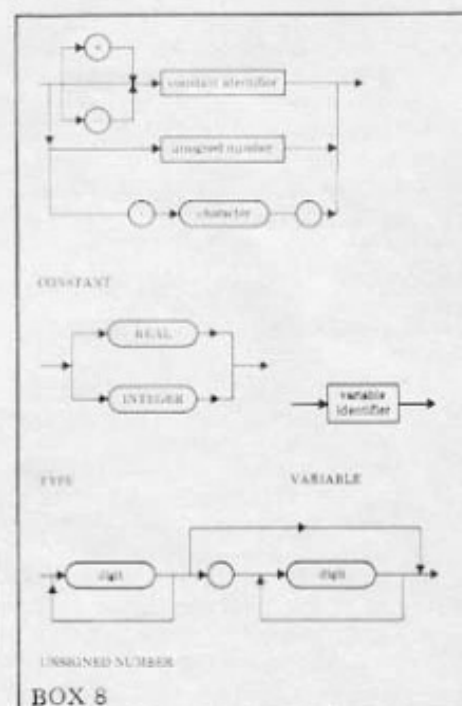 +
constant identifier
-
unsigned number
character
CONSTANT
REAL
INTEGER
variable
identifier
TYPE
VARIABLE
digit
digit
UNSIGNED NUMBER
BOX 8